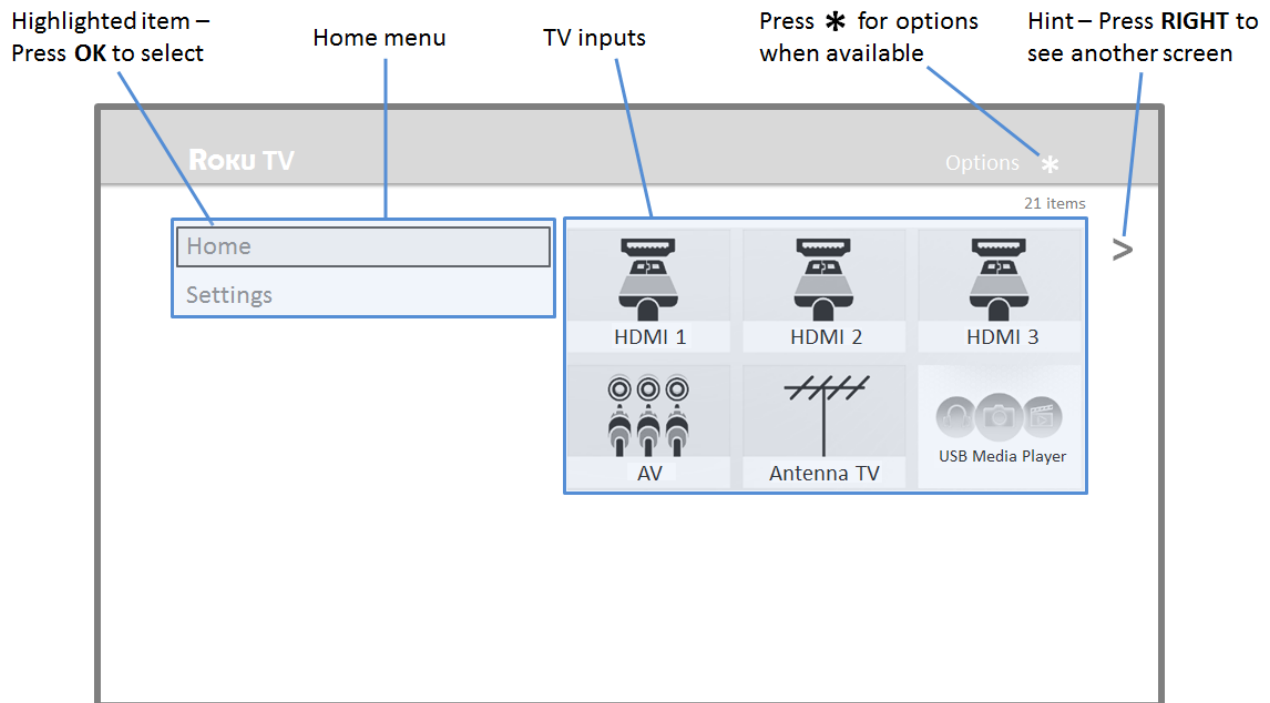 Highlighted item –
Press OK to select
Home menu
TV inputs
Press * for options
when available
Hint – Press RIGHT to
see another screen
ROKU TV
Options *
21 items
Home
Settings
>
HDMI 1
HDMI 2
HDMI 3
AV
Antenna TV
USB Media Player